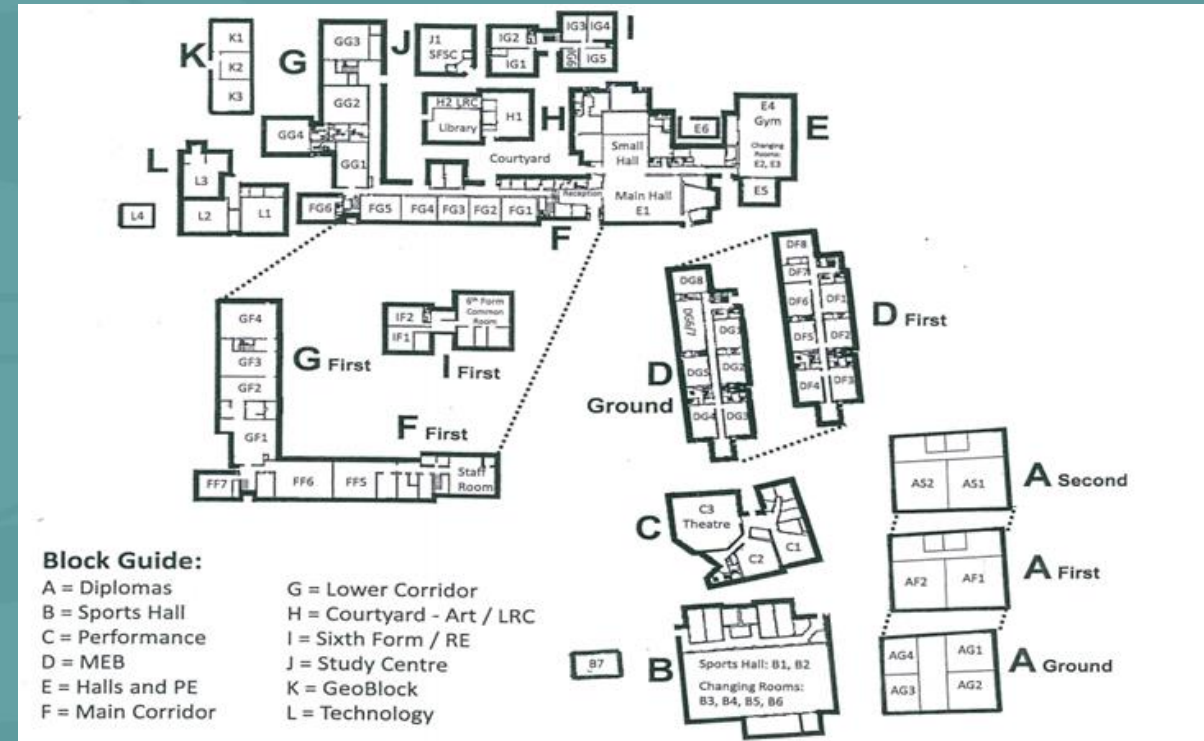 K
K1
K2
K3
G
GG3
GG2
GG4
GG1
J
J1
SFSC
IG2
IG1
IG3
IG4
IG6
IG5
I
H2 LRC
Library
H1
H
Courtyard
Small
Hall
Main Hall
E1
Reception
E6
E4
Gym
Changing
Rooms:
E2, E3
E5
E
L
L3
L2
L1
L4
FG6
FG5
FG4
FG3
FG2
FG1
F
GF4
GF3
GF2
GF1
G First
IF2
IF1
6th Form
Common
Room
I First
F First
FF7
FF6
FF5
Staff
Room
DG8
DG6/7
DG5
DG4
DG1
DG2
DG3
D
Ground
DF8
DF7
DF6
DF5
DF4
DF1
DF2
DF3
D First
C
C3
Theatre
C2
C1
AS2
AS1
A Second
AF2
AF1
A First
AG4
AG3
AG1
AG2
A Ground
B7
B
Sports Hall: B1, B2
Changing Rooms:
B3, B4, B5, B6
Block Guide:
A = Diplomas
B = Sports Hall
C = Performance
D = MEB
E = Halls and PE
F = Main Corridor
G = Lower Corridor
H = Courtyard - Art / LRC
I = Sixth Form / RE
J = Study Centre
K = GeoBlock
L = Technology